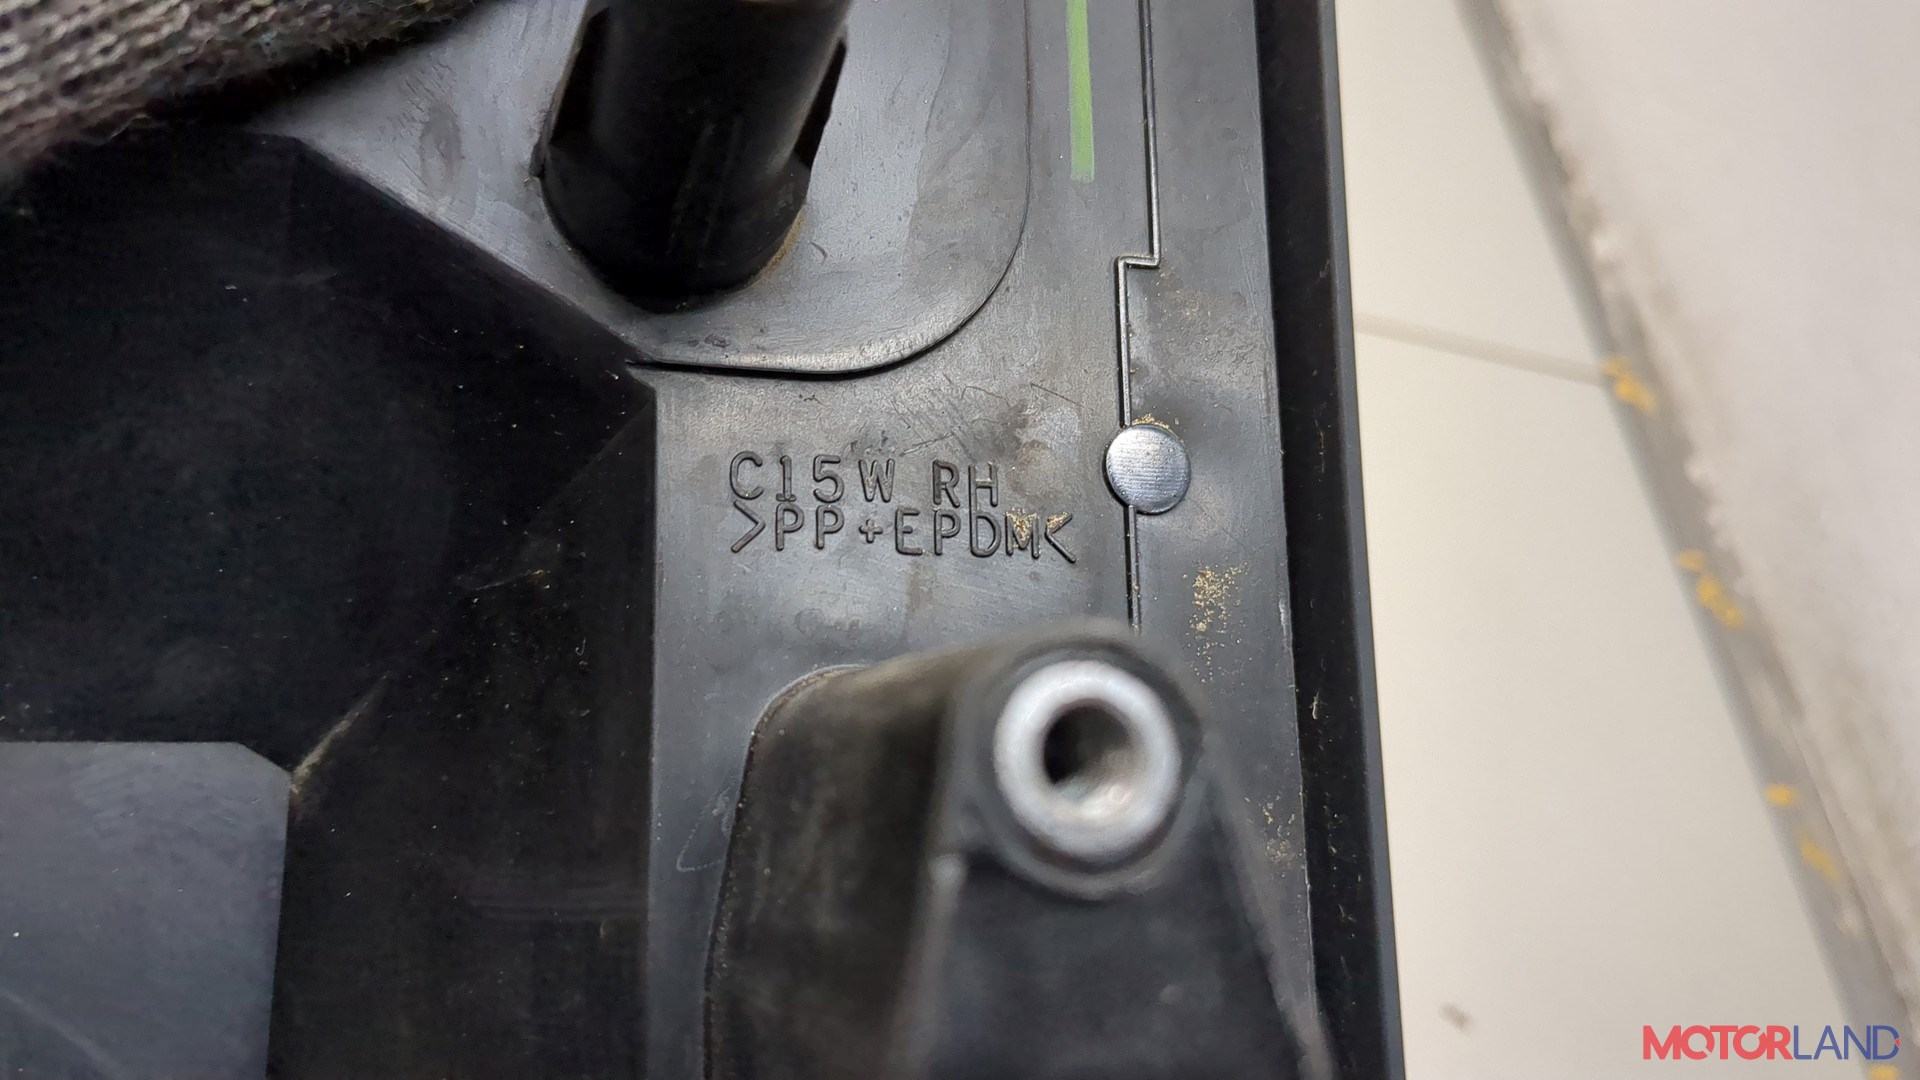 C15W RH
>PP+EPDM<
MOTORLAND